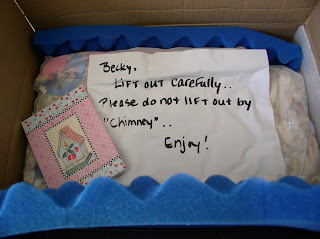 Becky,
Lift out carefully..
Please do not lift out by
"Chimney"..
Enjoy!